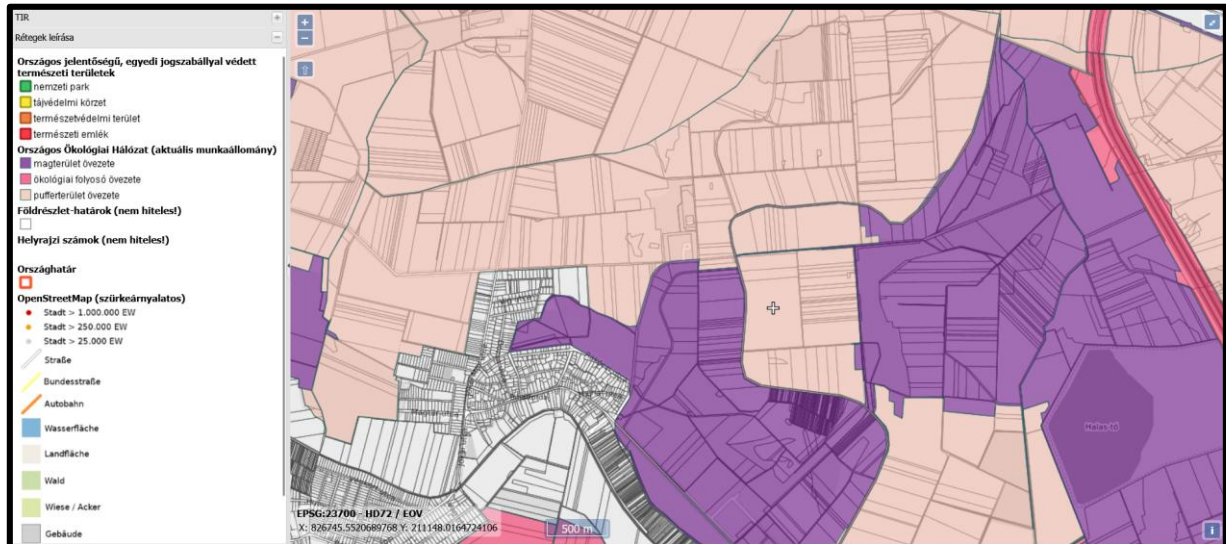 TIR
Rétegek leírása
Országos jelentőségű, egyedi jogszabállyal védett
természeti területek
nemzeti park
tájvédelmi körzet
természetvédelmi terület
természeti emlék
Országos Ökológiai Hálózat (aktuális munkaállomány)
magterület övezete
ökológiai folyosó övezete
pufferterület övezete
Földrészlet-határok (nem hiteles!)
Helyrajzi számok (nem hiteles!)
Országhatár
OpenStreetMap (szürkeárnyalatos)
Stadt > 1.000.000 EW
Stadt > 250.000 EW
Stadt > 25.000 EW
Straße
Bundesstraße
Autobahn
Wasserfläche
Landfläche
Wald
Wiese / Acker
Gebäude
Malas-tó
EPSG:23700 - HD72 / EOV
X: 826745.5520689768 Y: 211148.0164724106
500 m
i